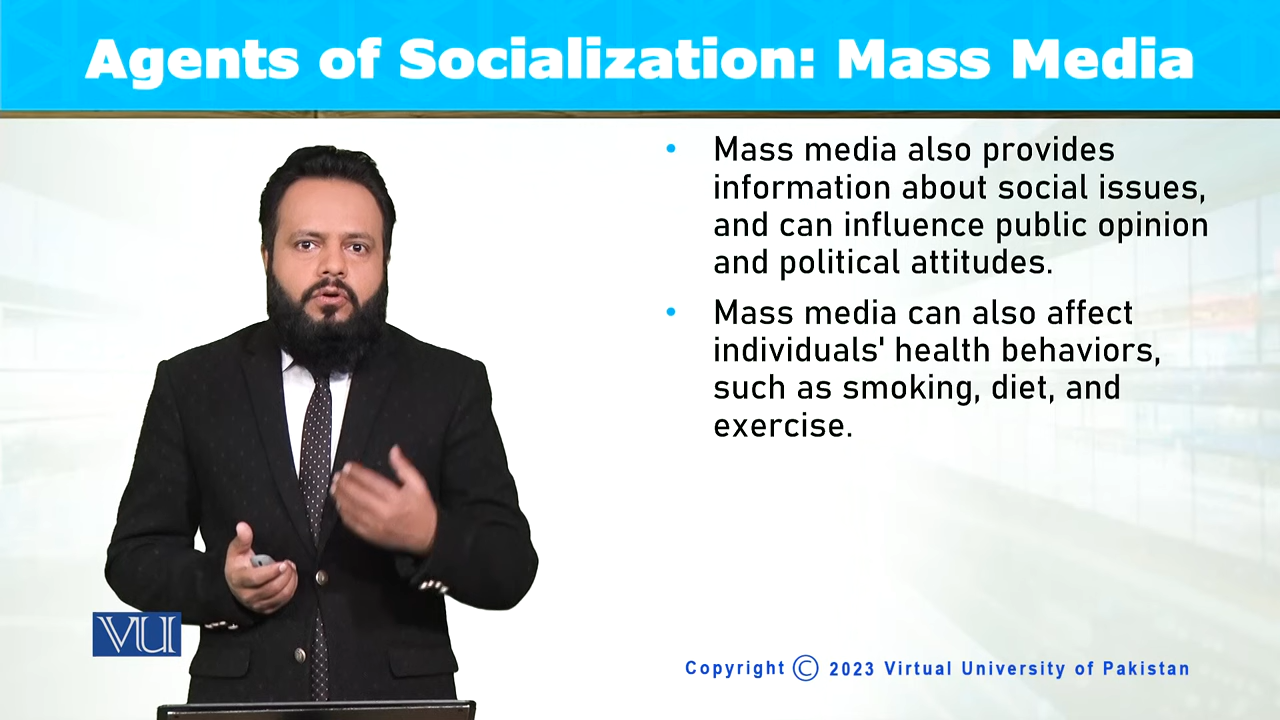 Agents of Socialization: Mass Media
• Mass media also provides
information about social issues,
and can influence public opinion
and political attitudes.
• Mass media can also affect
individuals' health behaviors,
such as smoking, diet, and
exercise.
VU
Copyright © 2023 Virtual University of Pakistan